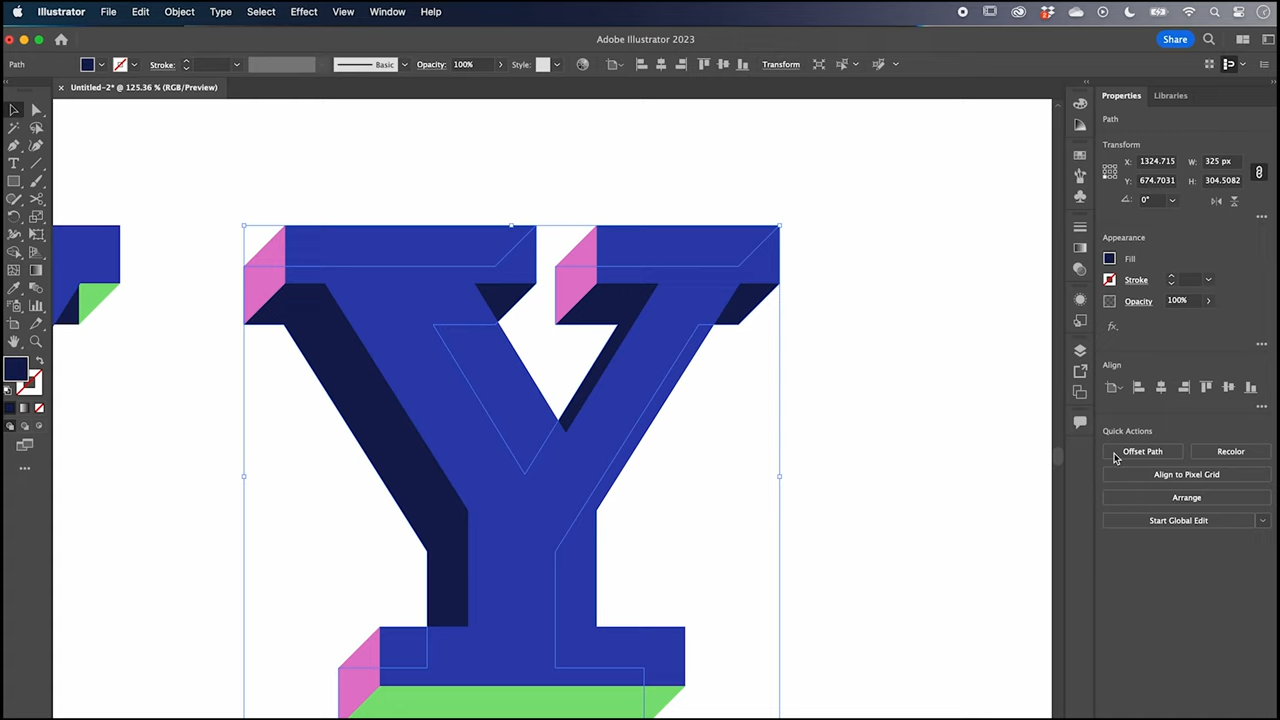 Illustrator File Edit Object Type Select Effect View Window Help
Adobe Illustrator 2023
Share
Path Stroke: Basic Opacity: 100% Style: Transform
× Untitled-2* @ 125.36 % (RGB/Preview)
Properties Libraries
Path
Transform
X: 1324.715 W: 325 px
Y: 674.7031 H: 304.5082
0°
Appearance
Fill
Stroke
Opacity 100%
fx.
Align
Quick Actions
Offset Path Recolor
Align to Pixel Grid
Arrange
Start Global Edit
Y